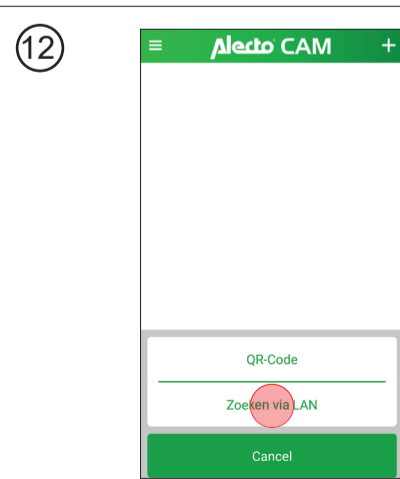 12
Alecto CAM +
QR-Code
Zoeken via LAN
Cancel